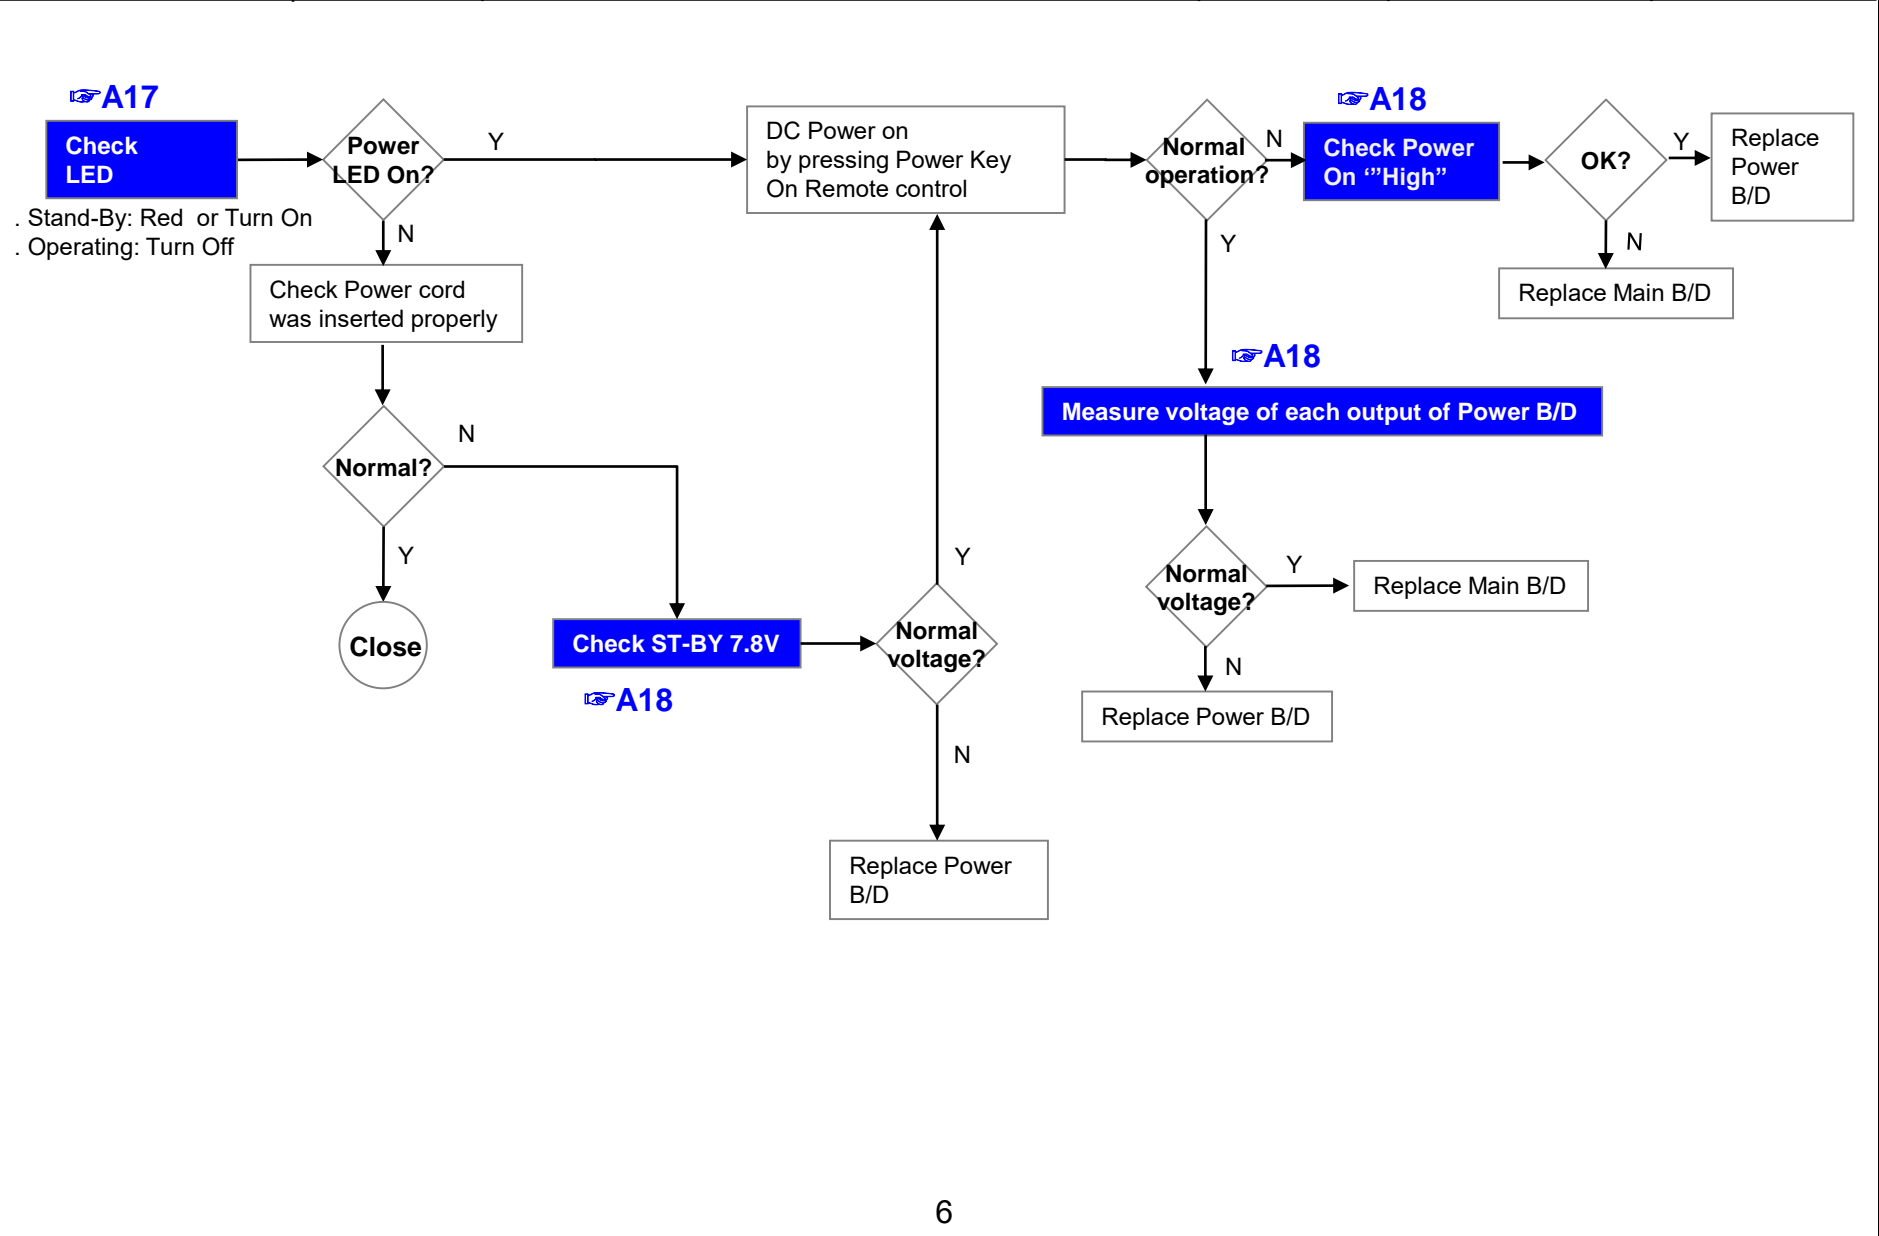 ☞A17
Check
LED
. Stand-By: Red  or Turn On
. Operating: Turn Off
Power
LED On?
Y
N
Check Power cord
was inserted properly
Normal?
N
Y
Close
Check ST-BY 7.8V
☞A18
Normal
voltage?
Y
N
Replace Power
B/D
DC Power on
by pressing Power Key
On Remote control
Normal
operation?
N
Y
☞A18
Check Power
On ‘”High”
OK?
Y
Replace
Power
B/D
N
Replace Main B/D
☞A18
Measure voltage of each output of Power B/D
Normal
voltage?
Y
Replace Main B/D
N
Replace Power B/D
6